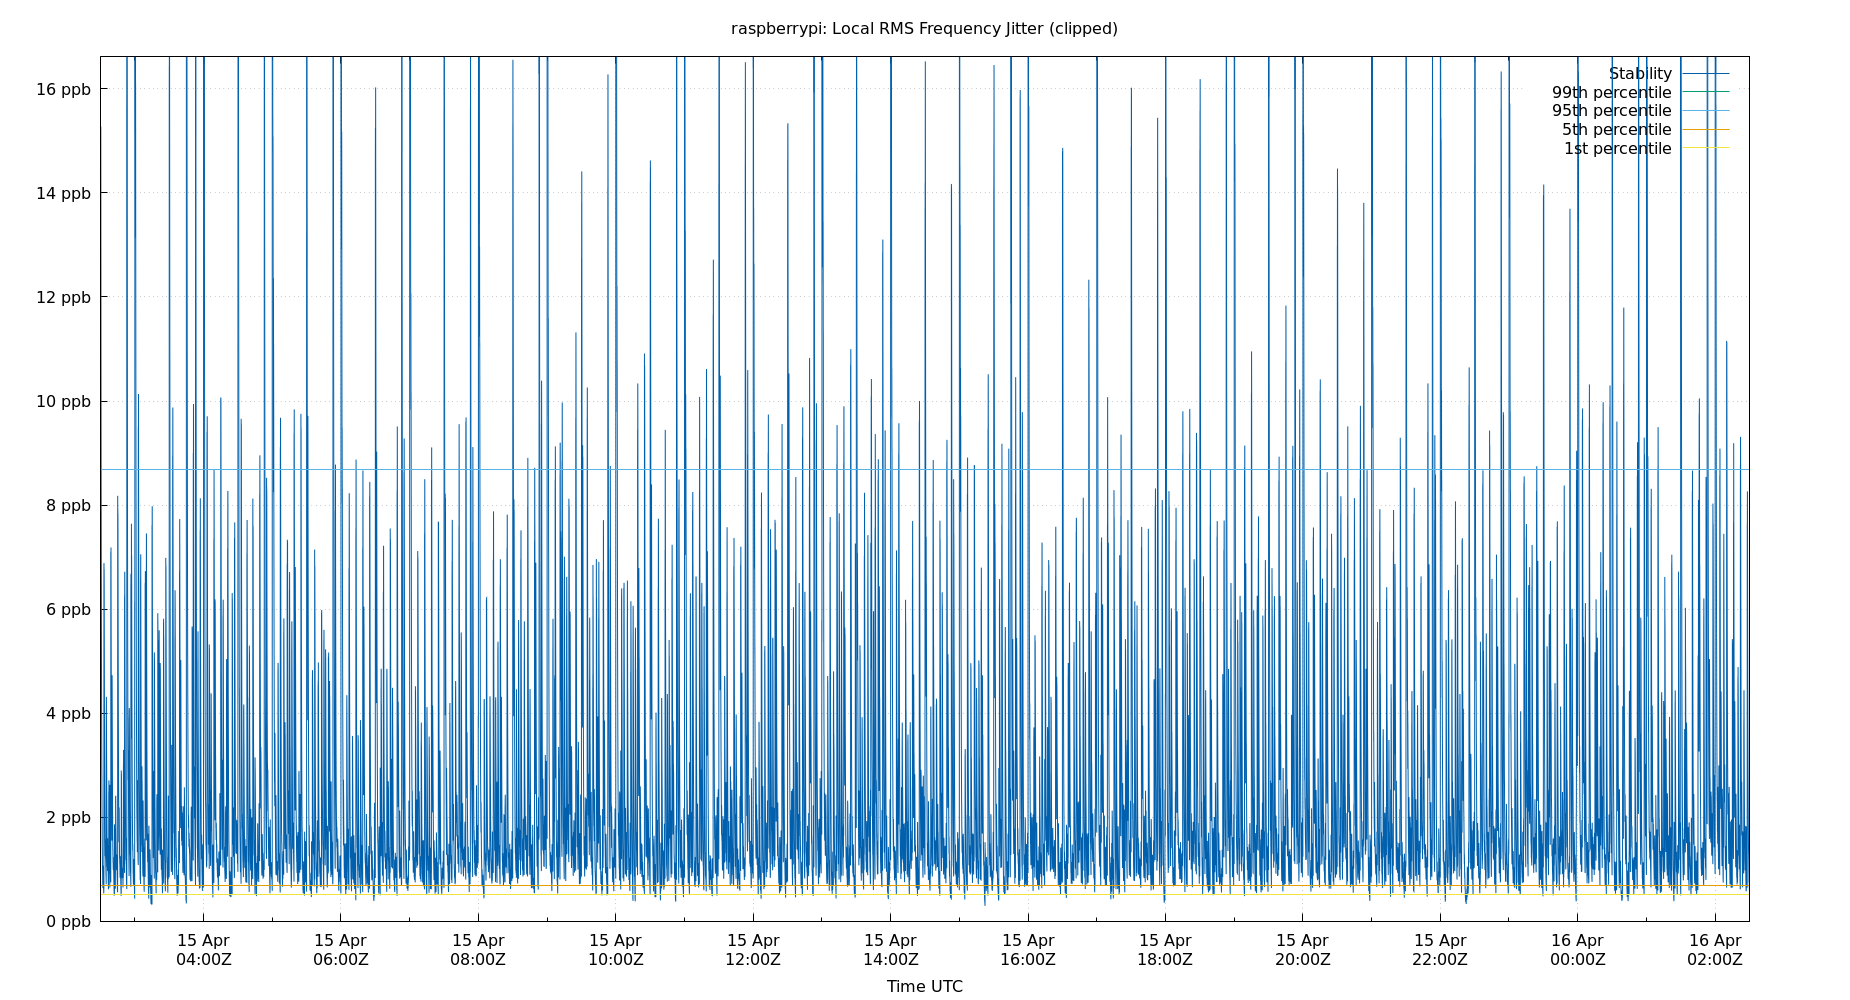 raspberrypi: Local RMS Frequency Jitter (clipped)
16 ppb
14 ppb
12 ppb
10 ppb
8 ppb
6 ppb
4 ppb
2 ppb
0 ppb
Stability
99th percentile
95th percentile
5th percentile
1st percentile
15 Apr 15 Apr 15 Apr 15 Apr 15 Apr 15 Apr 15 Apr 15 Apr 15 Apr 15 Apr 16 Apr 16 Apr
04:00Z 06:00Z 08:00Z 10:00Z 12:00Z 14:00Z 16:00Z 18:00Z 20:00Z 22:00Z 00:00Z 02:00Z
Time UTC